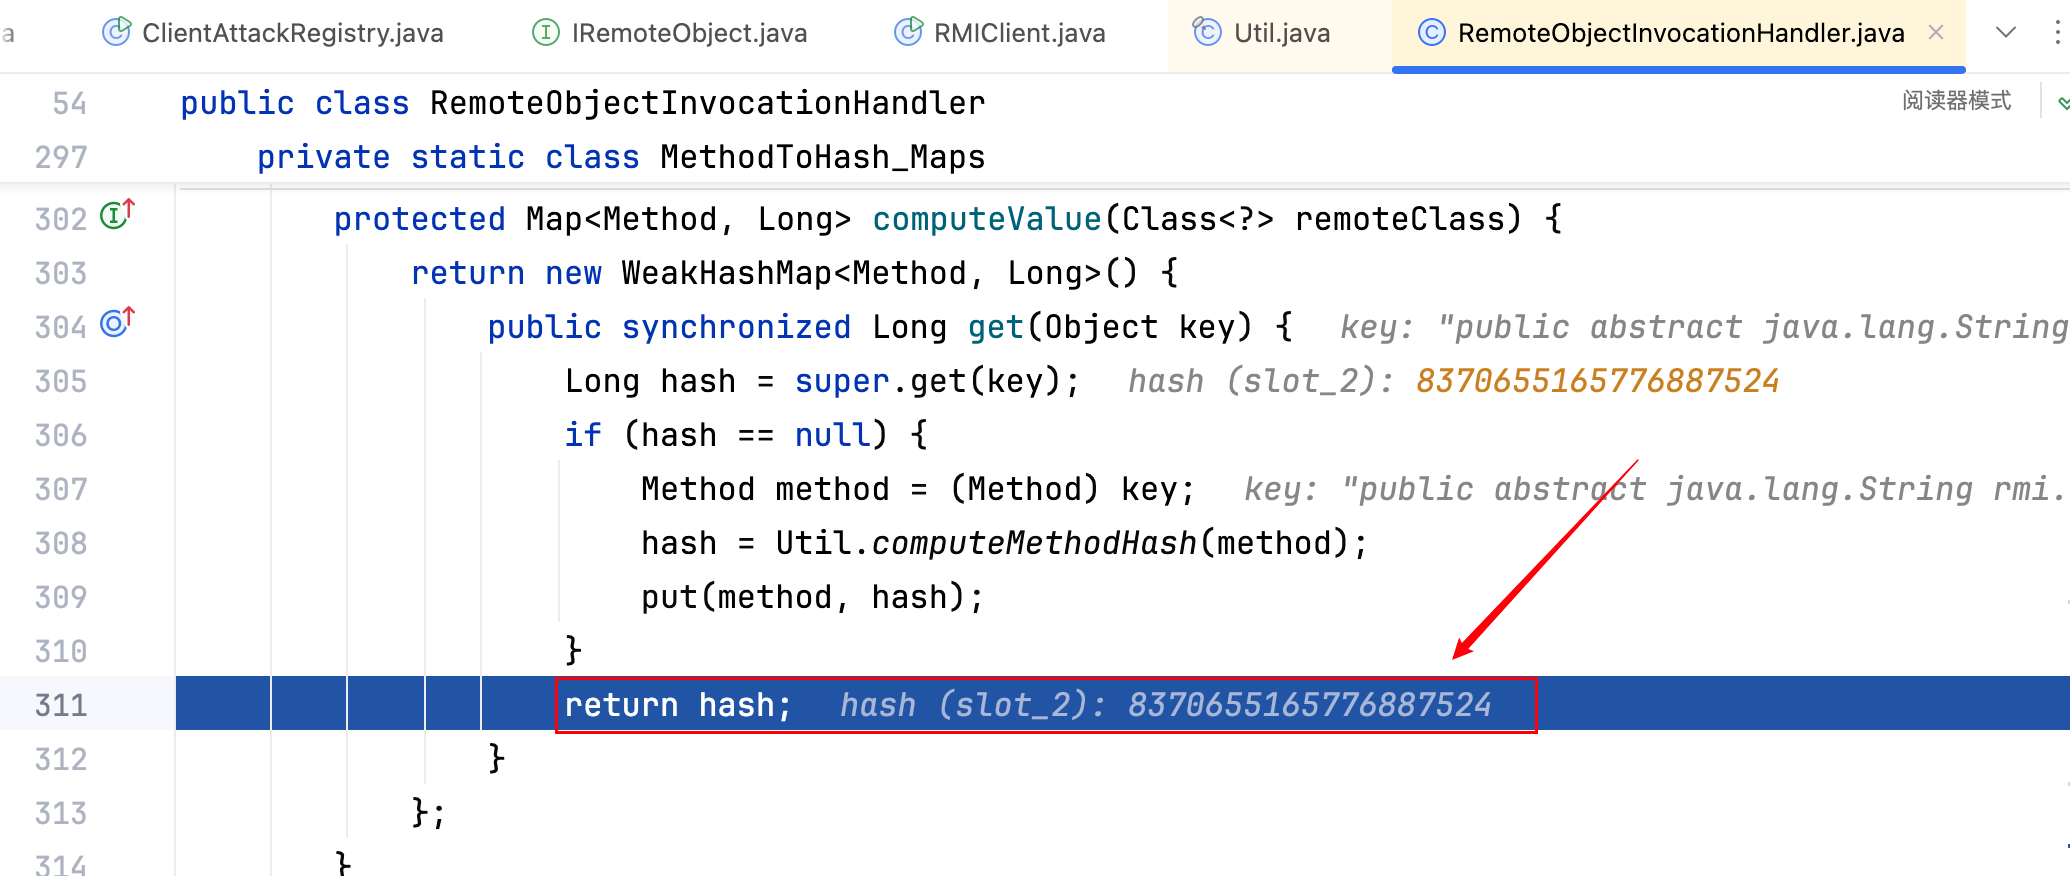 a ClientAttackRegistry.java IRemoteObject.java RMIClient.java Util.java RemoteObjectInvocationHandler.java
54 public class RemoteObjectInvocationHandler 阅读器模式
297 private static class MethodToHash_Maps
302 protected Map<Method, Long> computeValue(Class<?> remoteClass) {
303 return new WeakHashMap<Method, Long>() {
304 public synchronized Long get(Object key) { key: "public abstract java.lang.String
305 Long hash = super.get(key); hash (slot_2): 8370655165776887524
306 if (hash == null) {
307 Method method = (Method) key; key: "public abstract java.lang.String rmi.
308 hash = Util.computeMethodHash(method);
309 put(method, hash);
310 }
311 return hash; hash (slot_2): 8370655165776887524
312 }
313 };
314 }